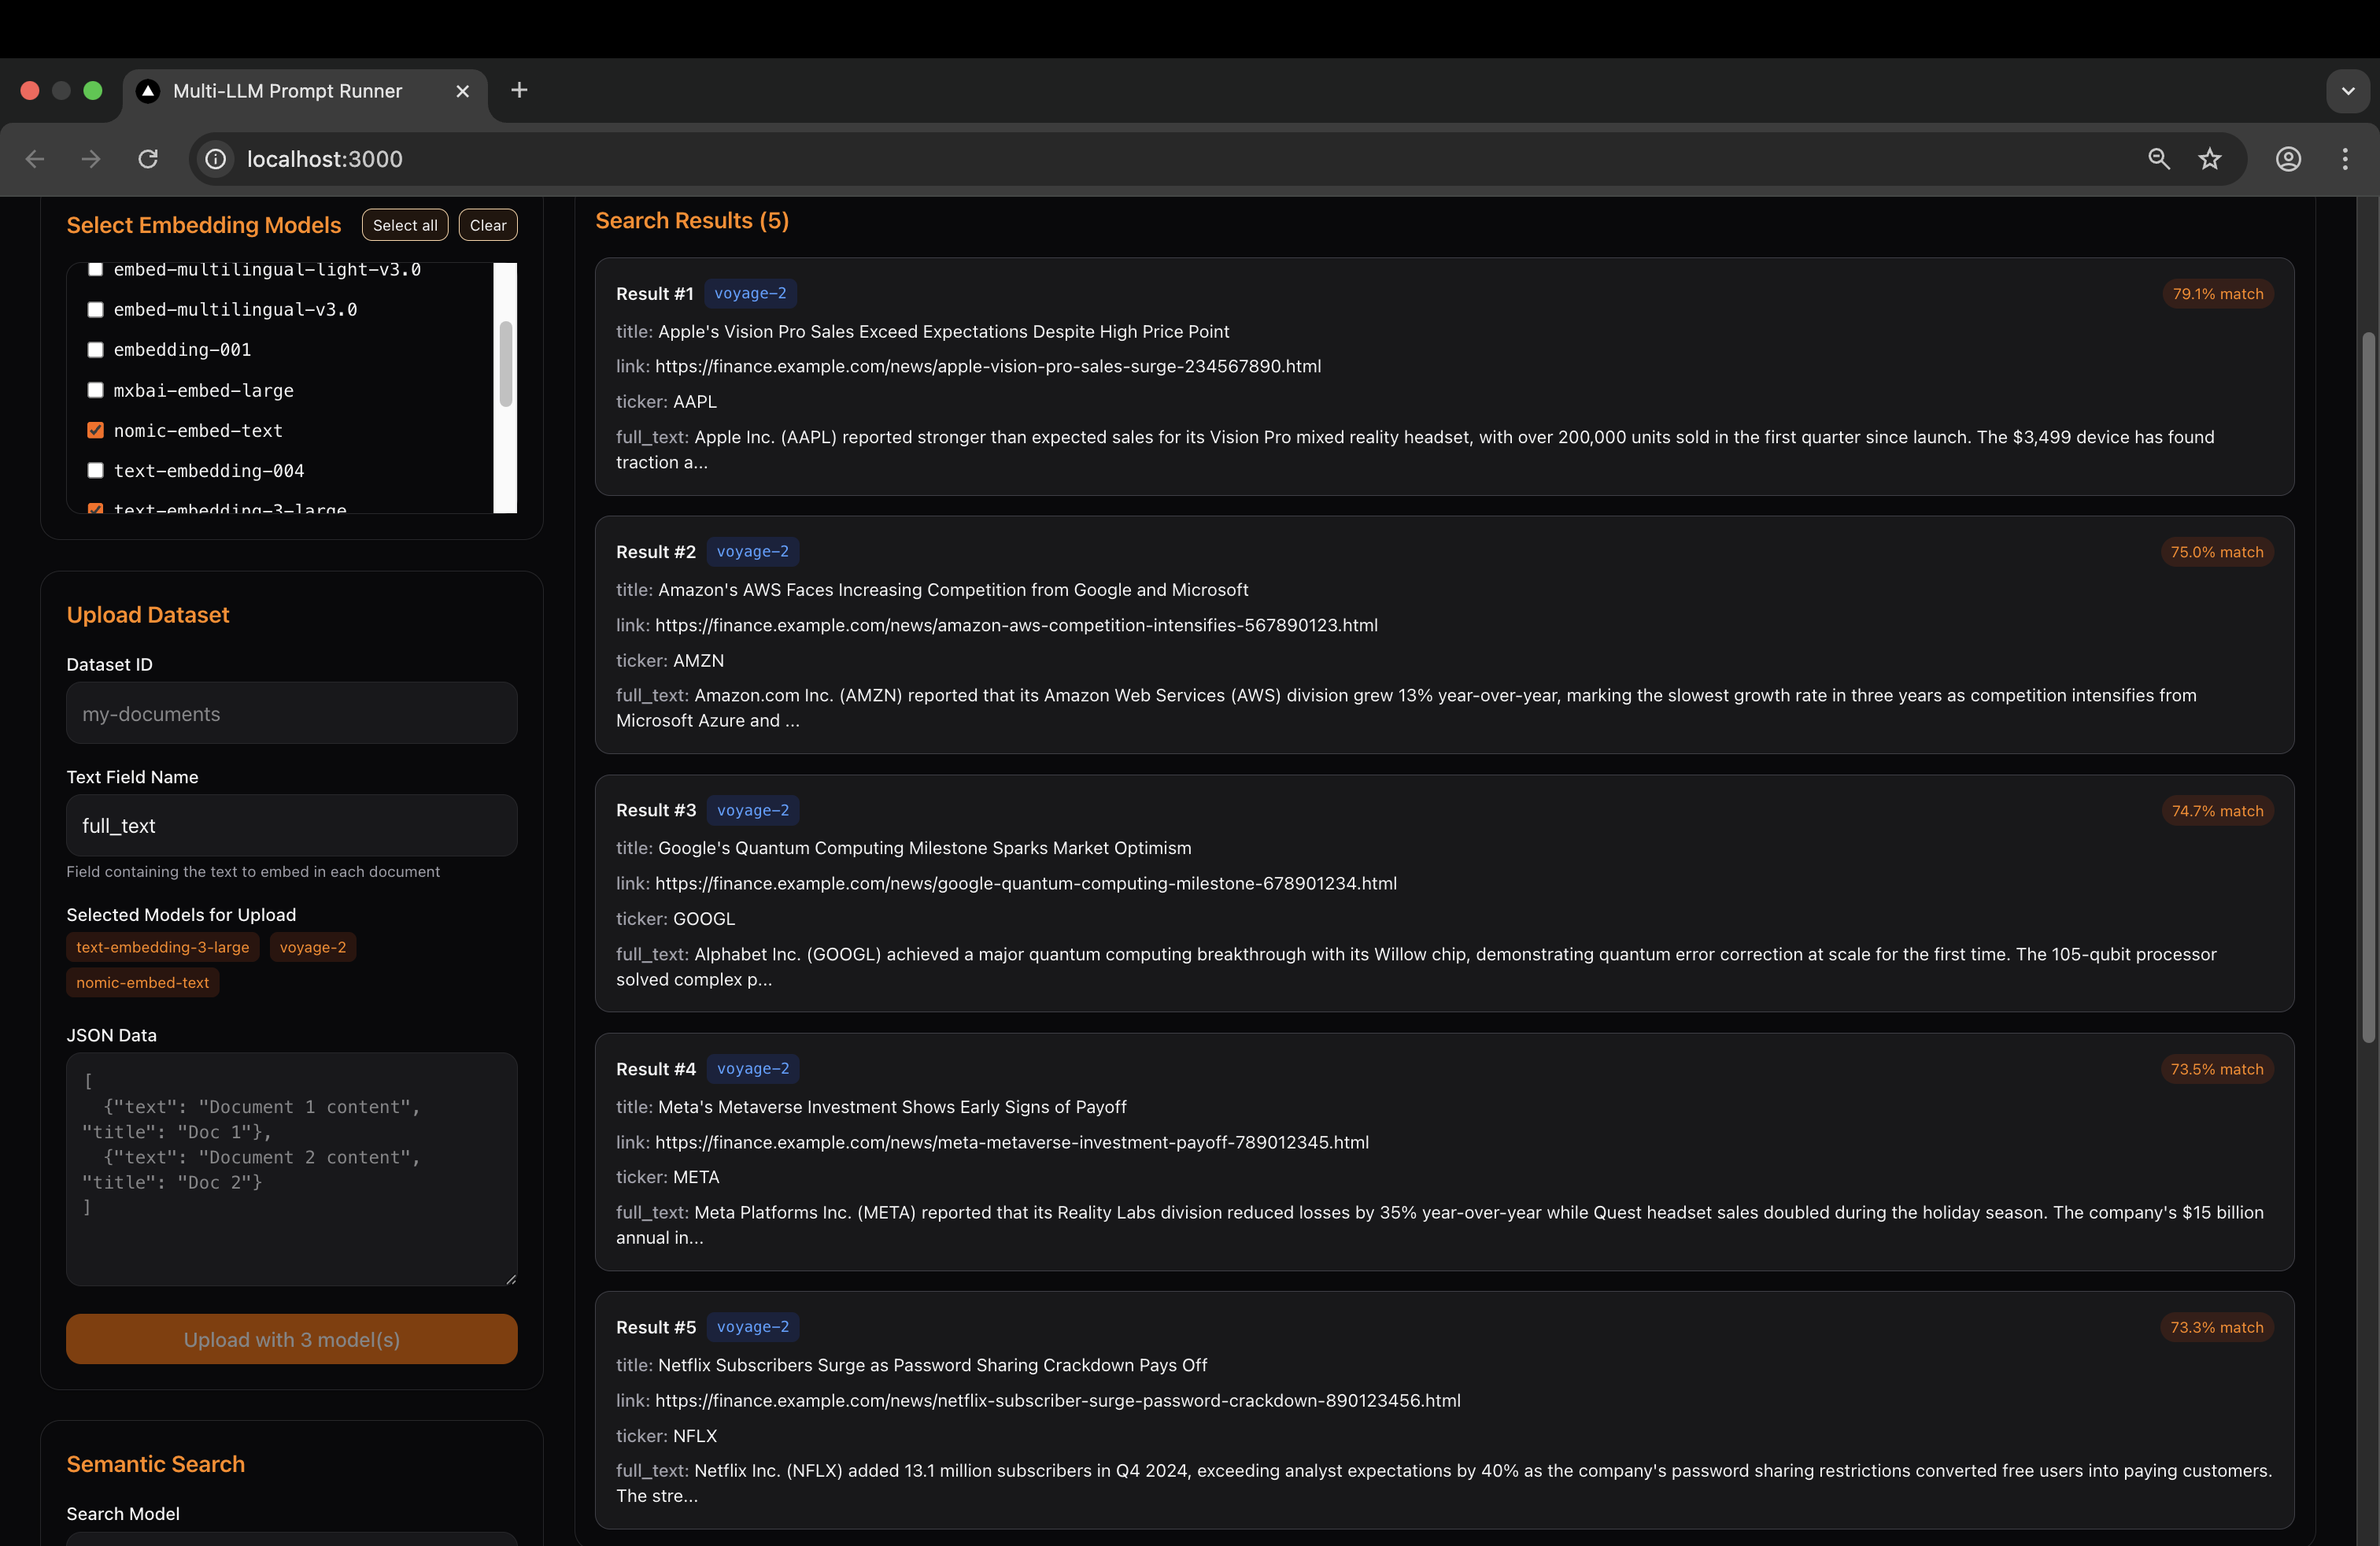 Multi-LLM Prompt Runner
localhost:3000
Select Embedding Models
Select all
Clear
embed-multilingual-light-v3.0
embed-multilingual-v3.0
embedding-001
mxbai-embed-large
nomic-embed-text
text-embedding-004
text-embedding-3-large
Upload Dataset
Dataset ID
my-documents
Text Field Name
full_text
Field containing the text to embed in each document
Selected Models for Upload
text-embedding-3-large
voyage-2
nomic-embed-text
JSON Data
[
{"text": "Document 1 content",
"title": "Doc 1"},
{"text": "Document 2 content",
"title": "Doc 2"}
]
Upload with 3 model(s)
Semantic Search
Search Model
Search Results (5)
Result #1 voyage-2 79.1% match
title: Apple's Vision Pro Sales Exceed Expectations Despite High Price Point
link: https://finance.example.com/news/apple-vision-pro-sales-surge-234567890.html
ticker: AAPL
full_text: Apple Inc. (AAPL) reported stronger than expected sales for its Vision Pro mixed reality headset, with over 200,000 units sold in the first quarter since launch. The $3,499 device has found
traction a...
Result #2 voyage-2 75.0% match
title: Amazon's AWS Faces Increasing Competition from Google and Microsoft
link: https://finance.example.com/news/amazon-aws-competition-intensifies-567890123.html
ticker: AMZN
full_text: Amazon.com Inc. (AMZN) reported that its Amazon Web Services (AWS) division grew 13% year-over-year, marking the slowest growth rate in three years as competition intensifies from
Microsoft Azure and ...
Result #3 voyage-2 74.7% match
title: Google's Quantum Computing Milestone Sparks Market Optimism
link: https://finance.example.com/news/google-quantum-computing-milestone-678901234.html
ticker: GOOGL
full_text: Alphabet Inc. (GOOGL) achieved a major quantum computing breakthrough with its Willow chip, demonstrating quantum error correction at scale for the first time. The 105-qubit processor
solved complex p...
Result #4 voyage-2 73.5% match
title: Meta's Metaverse Investment Shows Early Signs of Payoff
link: https://finance.example.com/news/meta-metaverse-investment-payoff-789012345.html
ticker: META
full_text: Meta Platforms Inc. (META) reported that its Reality Labs division reduced losses by 35% year-over-year while Quest headset sales doubled during the holiday season. The company's $15 billion
annual in...
Result #5 voyage-2 73.3% match
title: Netflix Subscribers Surge as Password Sharing Crackdown Pays Off
link: https://finance.example.com/news/netflix-subscriber-surge-password-crackdown-890123456.html
ticker: NFLX
full_text: Netflix Inc. (NFLX) added 13.1 million subscribers in Q4 2024, exceeding analyst expectations by 40% as the company's password sharing restrictions converted free users into paying customers.
The stre...